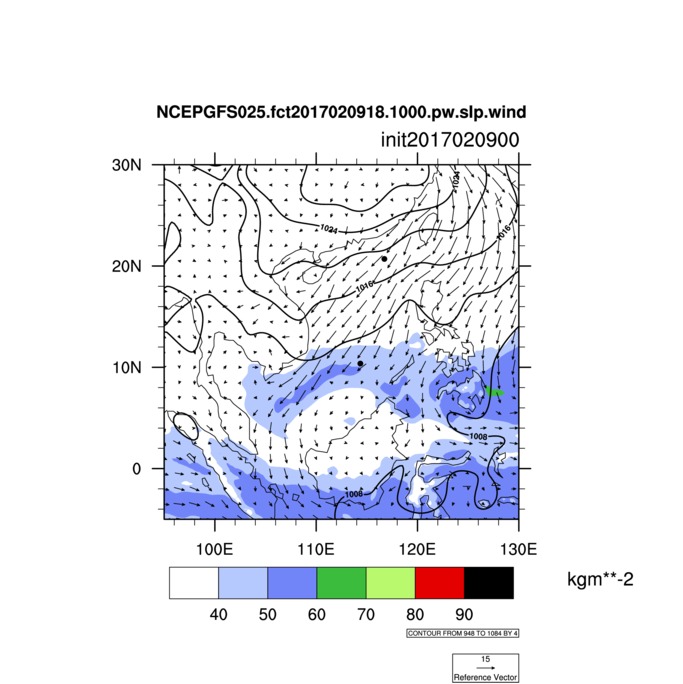 NCEPGFS025.fct2017020918.1000.pw.slp.wind
init2017020900
30N
20N
10N
0
1024
1024
1016
1016
1008
1008
100E 110E 120E 130E
40 50 60 70 80 90
kgm**-2
CONTOUR FROM 948 TO 1084 BY 4
15
Reference Vector